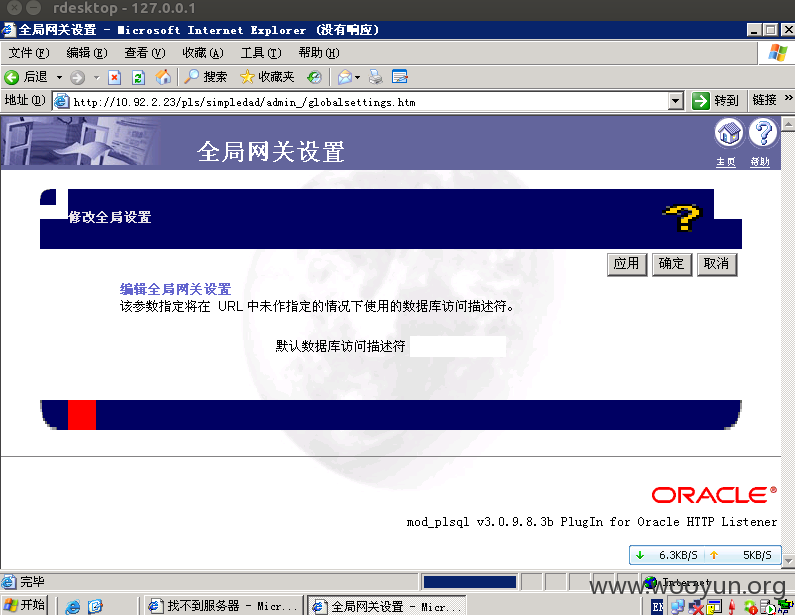 rdesktop - 127.0.0.1
全局网关设置 - Microsoft Internet Explorer (没有响应)
文件(F) 编辑(E) 查看(V) 收藏(A) 工具(T) 帮助(H)
后退 搜索 收藏夹
地址(D) http://10.92.2.23/pls/simpledad/admin_/globalsettings.htm 转到 链接 »
全局网关设置
主页 帮助
修改全局设置
应用 确定 取消
编辑全局网关设置
该参数指定将在 URL 中未作指定的情况下使用的数据库访问描述符。
默认数据库访问描述符
ORACLE®
mod_plsql v3.0.9.8.3b PlugIn for Oracle HTTP Listener
6.3KB/S 5KB/S
完毕 Internet
www.wooyun.org
开始 找不到服务器 - Micr... 全局网关设置 - Micr... EN